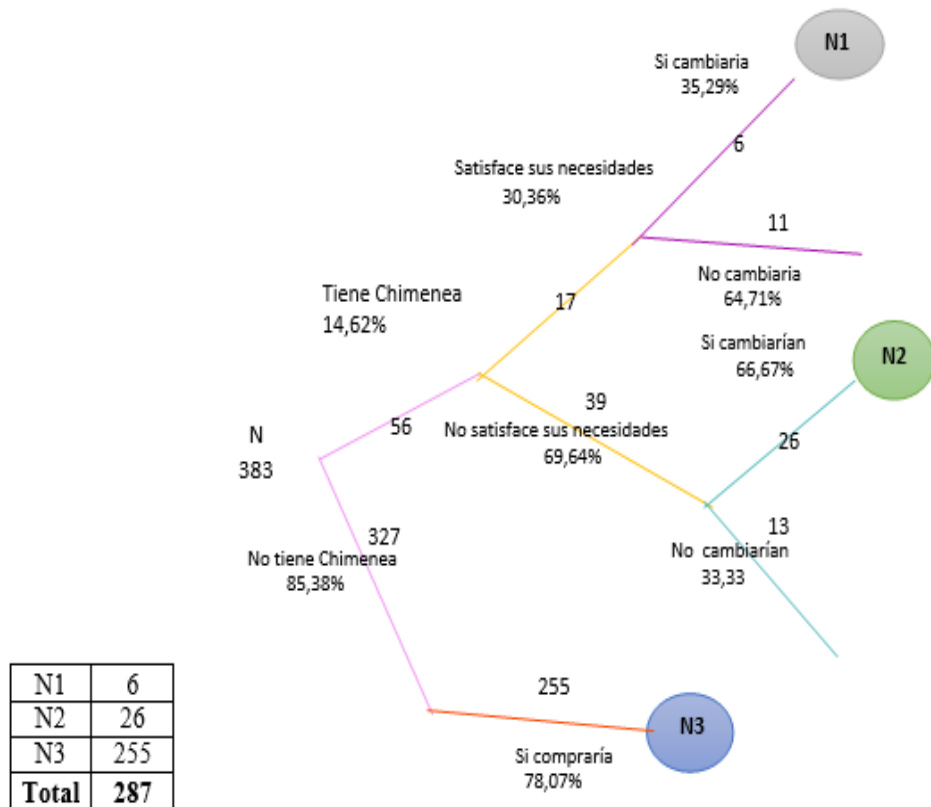 N1
Si cambiaria
35,29%
6
Satisface sus necesidades
30,36%
11
No cambiaria
64,71%
Tiene Chimenea
14,62%
17
Si cambiarían
66,67%
N2
39
No satisface sus necesidades
69,64%
56
N
383
26
327
No tiene Chimenea
85,38%
13
No cambiarían
33,33
255
N3
Si compraría
78,07%
N1 6
N2 26
N3 255
Total 287